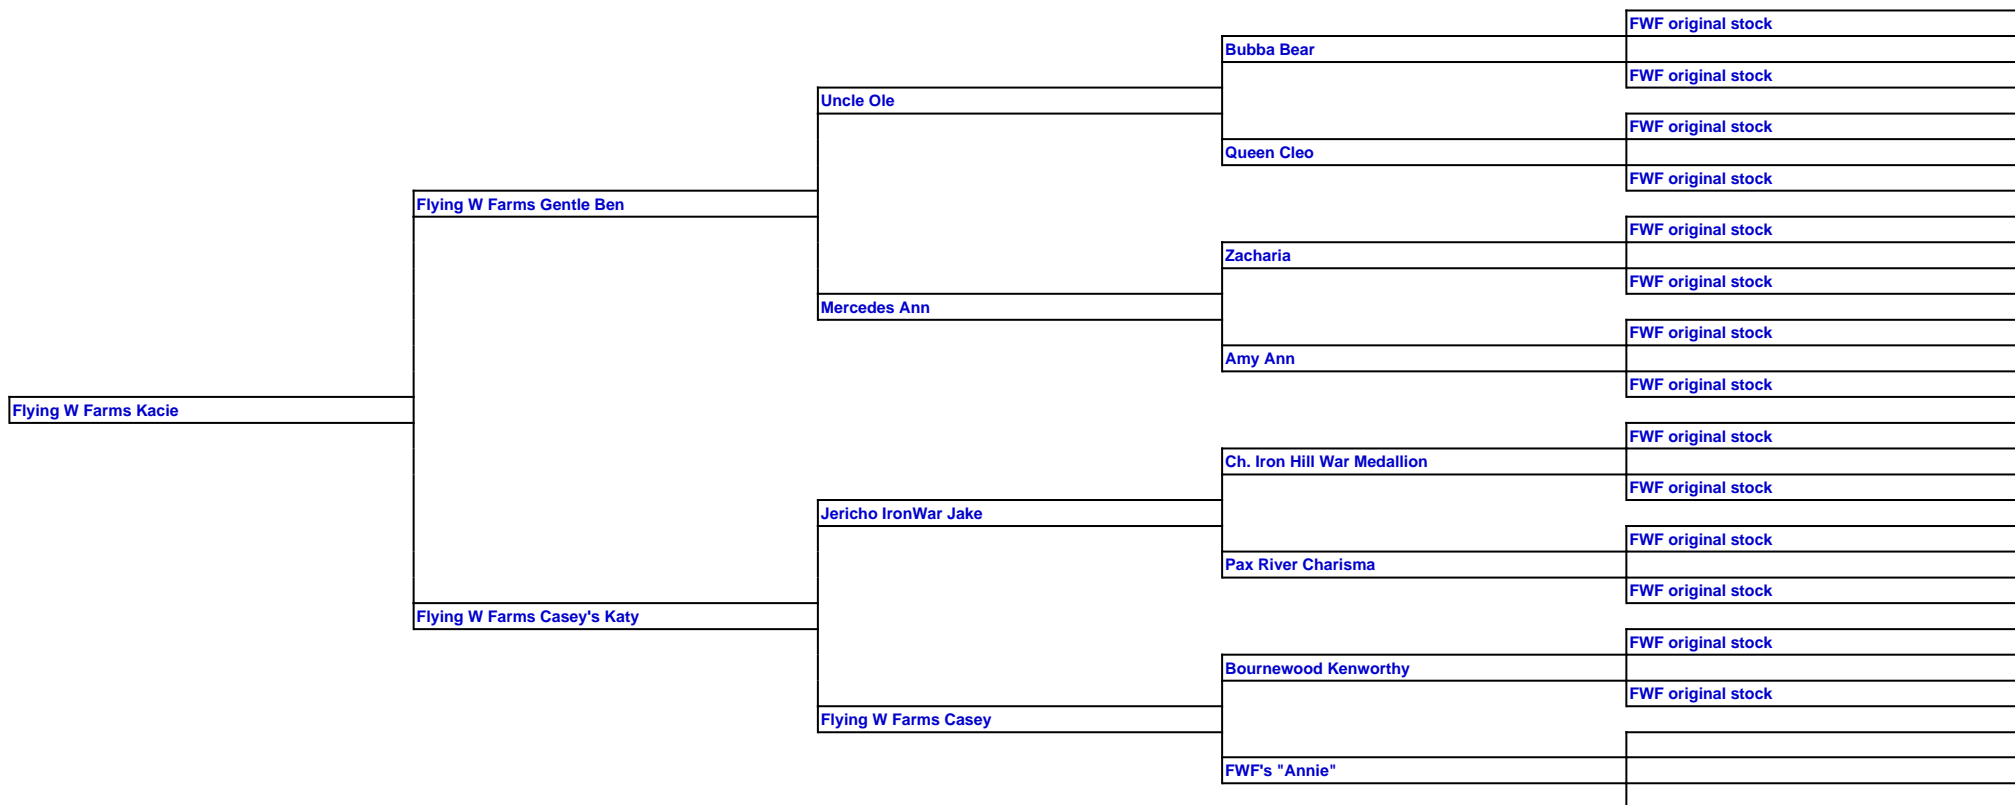 FWF original stock
Bubba Bear
FWF original stock
Uncle Ole
FWF original stock
Queen Cleo
FWF original stock
Flying W Farms Gentle Ben
FWF original stock
Zacharia
FWF original stock
Mercedes Ann
FWF original stock
Amy Ann
FWF original stock
Flying W Farms Kacie
FWF original stock
Ch. Iron Hill War Medallion
FWF original stock
Jericho IronWar Jake
FWF original stock
Pax River Charisma
FWF original stock
Flying W Farms Casey's Katy
FWF original stock
Bournewood Kenworthy
FWF original stock
Flying W Farms Casey
FWF's "Annie"